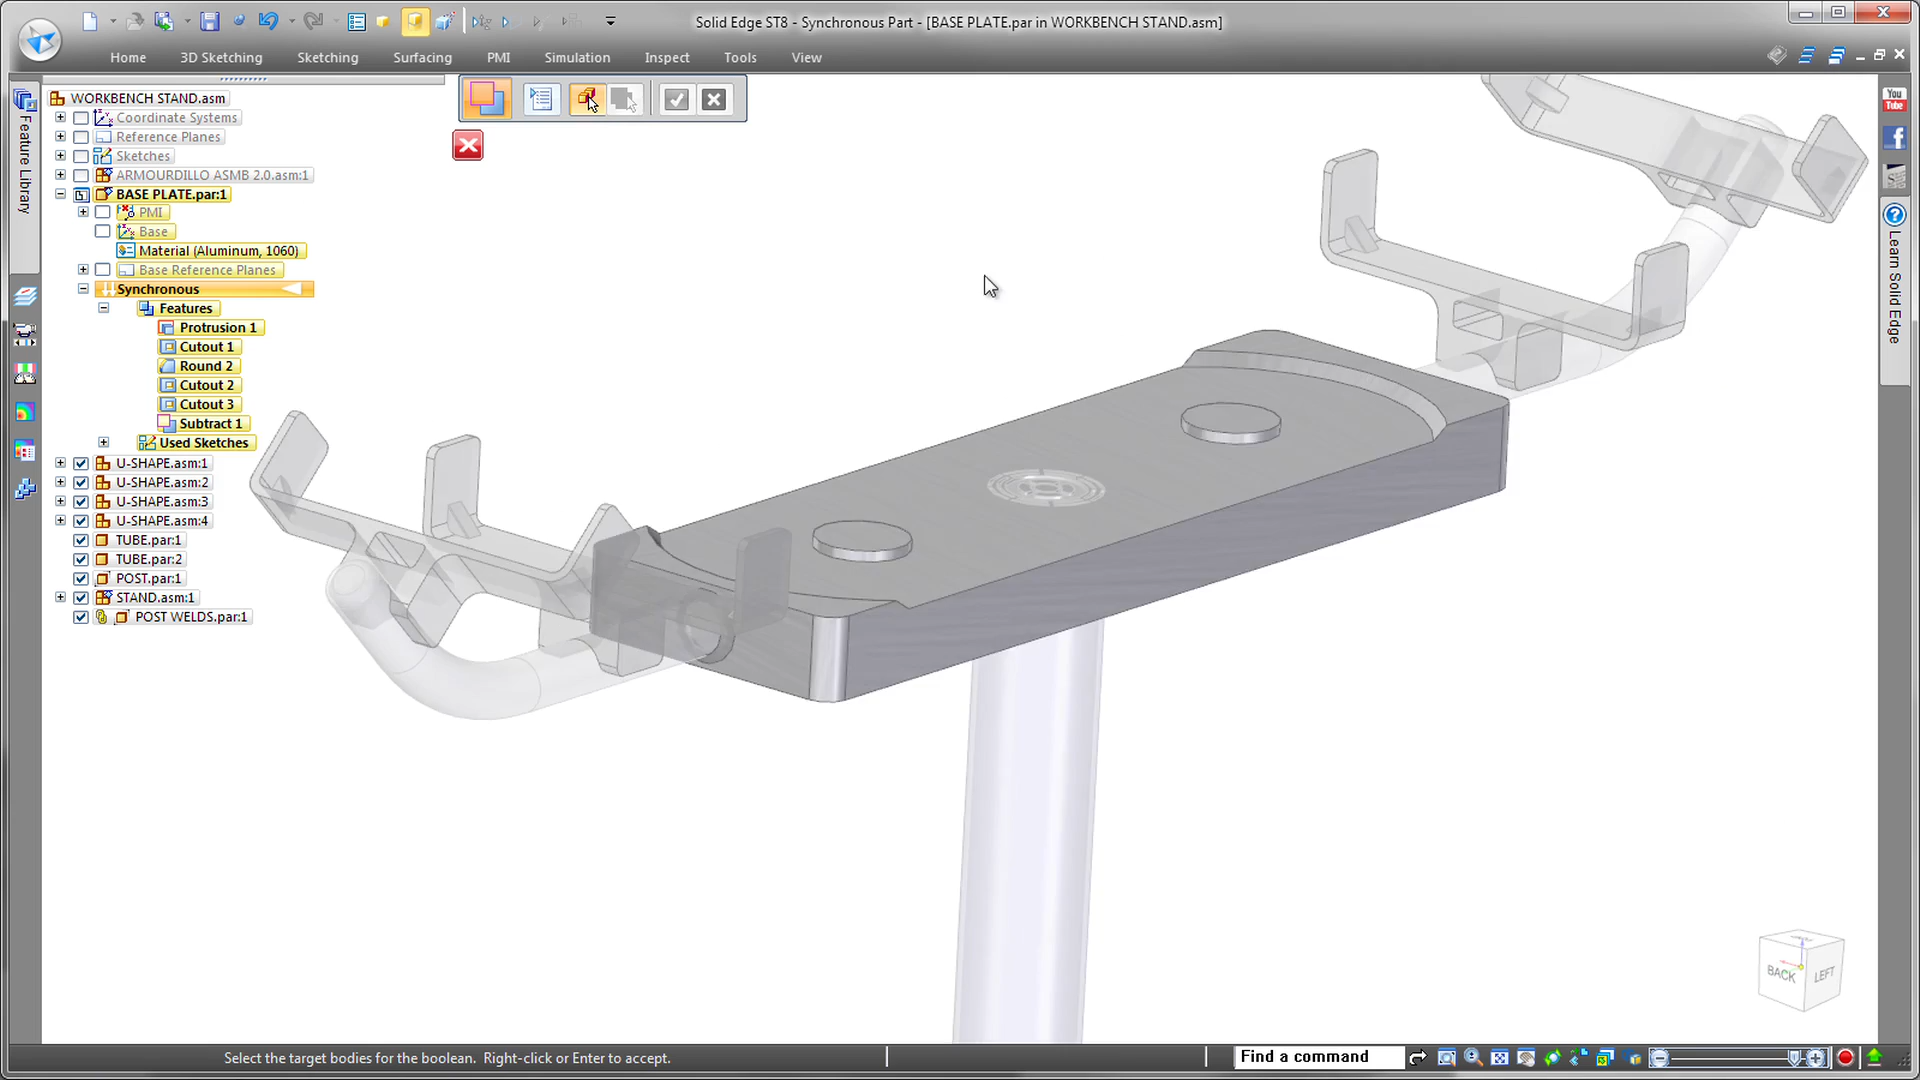 Solid Edge ST8 - Synchronous Part - [BASE PLATE.par in WORKBENCH STAND.asm]
Home
3D Sketching
Sketching
Surfacing
PMI
Simulation
Inspect
Tools
View
Feature Library
WORKBENCH STAND.asm
Coordinate Systems
Reference Planes
Sketches
ARMOURDILLO ASMB 2.0.asm:1
BASE PLATE.par:1
PMI
Base
Material (Aluminum, 1060)
Base Reference Planes
Synchronous
Features
Protrusion 1
Cutout 1
Round 2
Cutout 2
Cutout 3
Subtract 1
Used Sketches
U-SHAPE.asm:1
U-SHAPE.asm:2
U-SHAPE.asm:3
U-SHAPE.asm:4
TUBE.par:1
TUBE.par:2
POST.par:1
STAND.asm:1
POST WELDS.par:1
You
Tube
Learn Solid Edge
BACK
LEFT
Select the target bodies for the boolean.  Right-click or Enter to accept.
Find a command